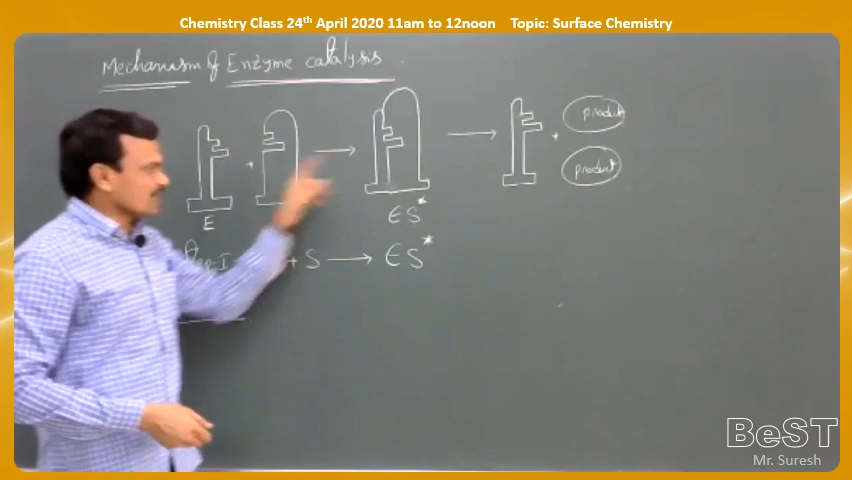 Chemistry Class 24th April 2020 11am to 12noon Topic: Surface Chemistry
Mechanism of Enzyme catalysis
+ → → + product
product
E ES*
+ S → ES*
BeST
Mr. Suresh